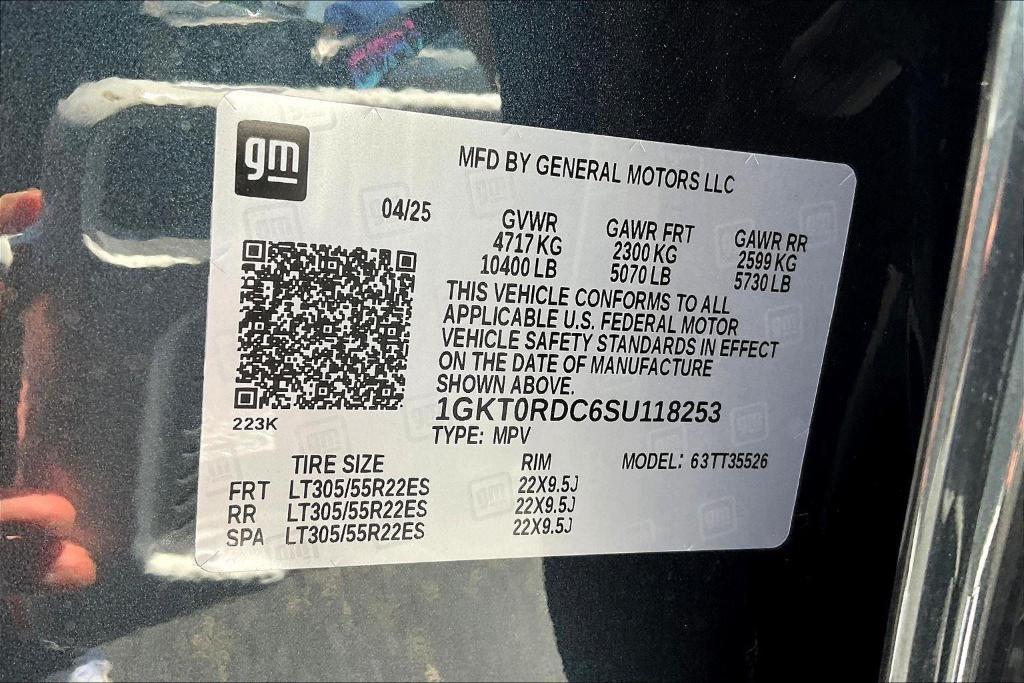 gm
MFD BY GENERAL MOTORS LLC
04/25
GVWR GAWR FRT GAWR RR
4717 KG 2300 KG 2599 KG
10400 LB 5070 LB 5730 LB
THIS VEHICLE CONFORMS TO ALL
APPLICABLE U.S. FEDERAL MOTOR
VEHICLE SAFETY STANDARDS IN EFFECT
ON THE DATE OF MANUFACTURE
SHOWN ABOVE.
1GKT0RDC6SU118253
223K
TYPE: MPV
TIRE SIZE RIM MODEL: 63TT35526
FRT LT305/55R22ES 22X9.5J
RR LT305/55R22ES 22X9.5J
SPA LT305/55R22ES 22X9.5J